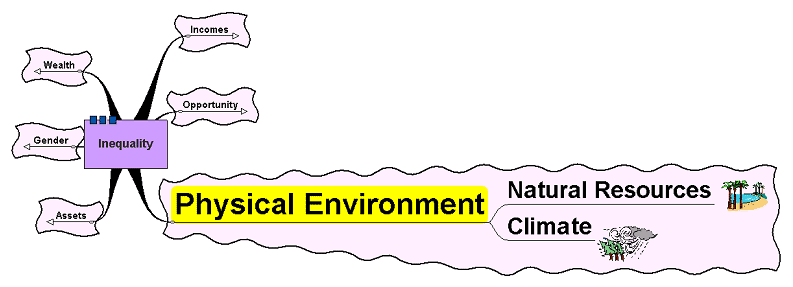 Incomes
Wealth
Opportunity
Gender
Inequality
Assets
Physical Environment
Natural Resources
Climate